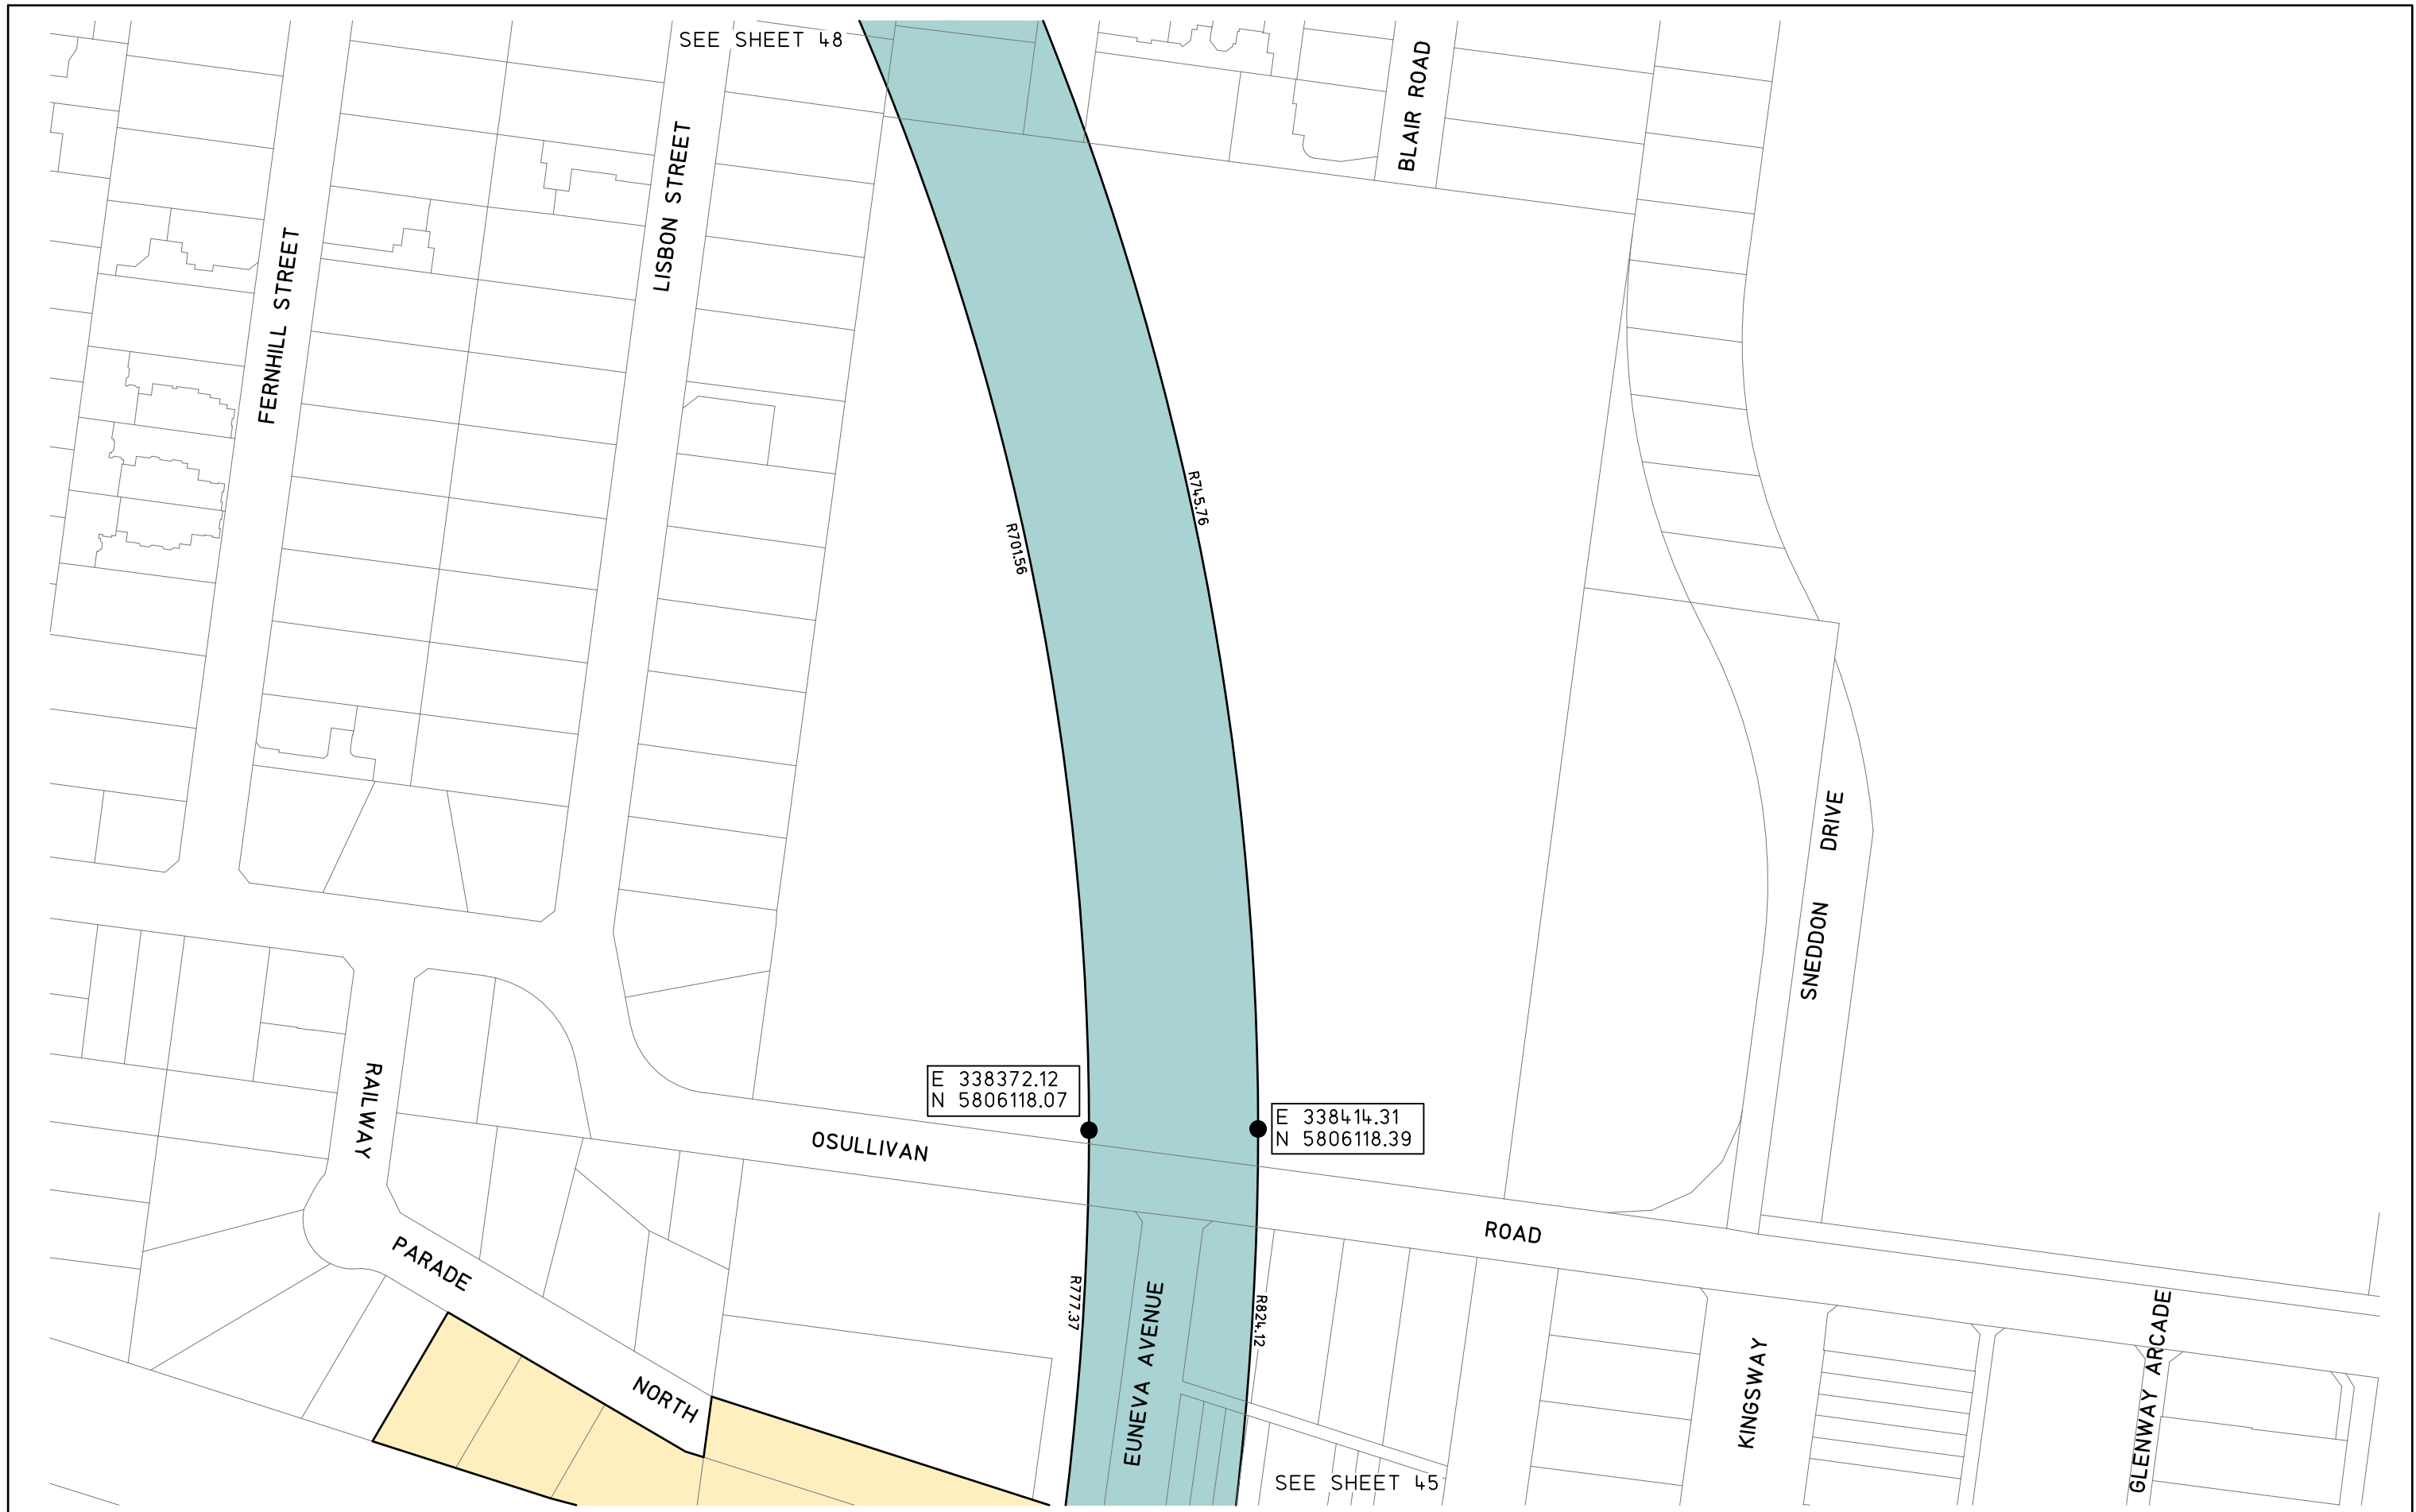 SEE SHEET 48
BLAIR ROAD
LISBON STREET
FERNHILL STREET
R745.76
R701.56
SNEDDON DRIVE
RAILWAY
E 338372.12
N 5806118.07
E 338414.31
N 5806118.39
OSULLIVAN
ROAD
PARADE
R777.37
R824.12
EUNEVA AVENUE
KINGSWAY
GLENWAY ARCADE
NORTH
SEE SHEET 45